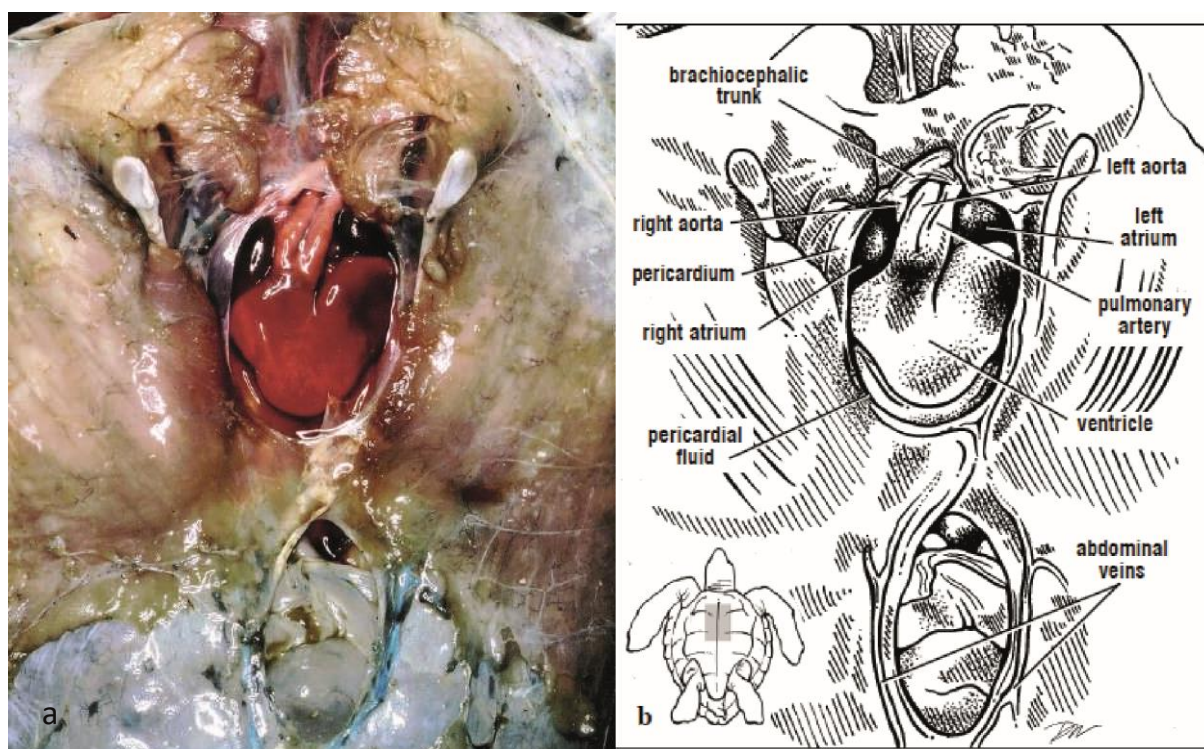 brachiocephalic
trunk
left aorta
right aorta
left
atrium
pericardium
pulmonary
artery
right atrium
ventricle
pericardial
fluid
abdominal
veins
a
b